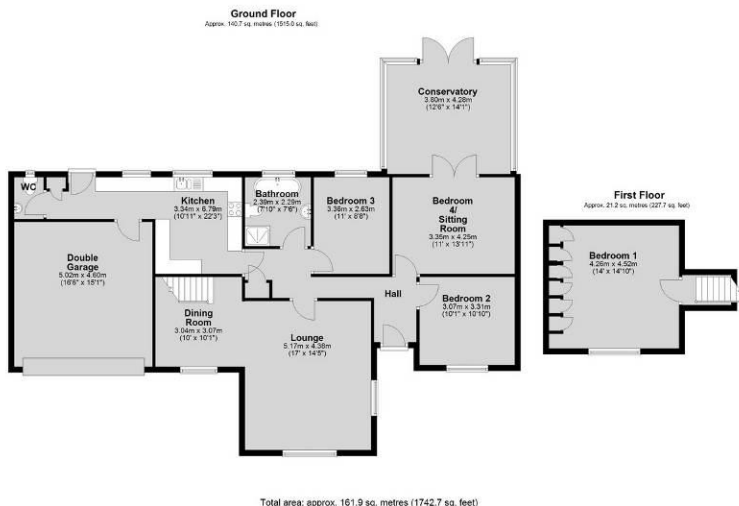 Ground Floor
Approx. 140.7 sq. metres (1515.0 sq. feet)
Conservatory
3.80m x 4.28m
(12'6" x 14'1")
WC
Kitchen
3.34m x 6.79m
(10'11" x 22'3")
Bathroom
2.39m x 2.29m
(7'10" x 7'6")
Bedroom 3
3.36m x 2.63m
(11' x 8'8")
Bedroom
4/
Sitting
Room
3.35m x 4.25m
(11' x 13'11")
Double
Garage
5.02m x 4.60m
(16'6" x 15'1")
Dining
Room
3.04m x 3.07m
(10' x 10'1")
Lounge
5.17m x 4.38m
(17' x 14'5")
Hall
Bedroom 2
3.07m x 3.31m
(10'1" x 10'10")
First Floor
Approx. 21.2 sq. metres (227.7 sq. feet)
Bedroom 1
4.26m x 4.52m
(14' x 14'10")
Total area: approx. 161.9 sq. metres (1742.7 sq. feet)